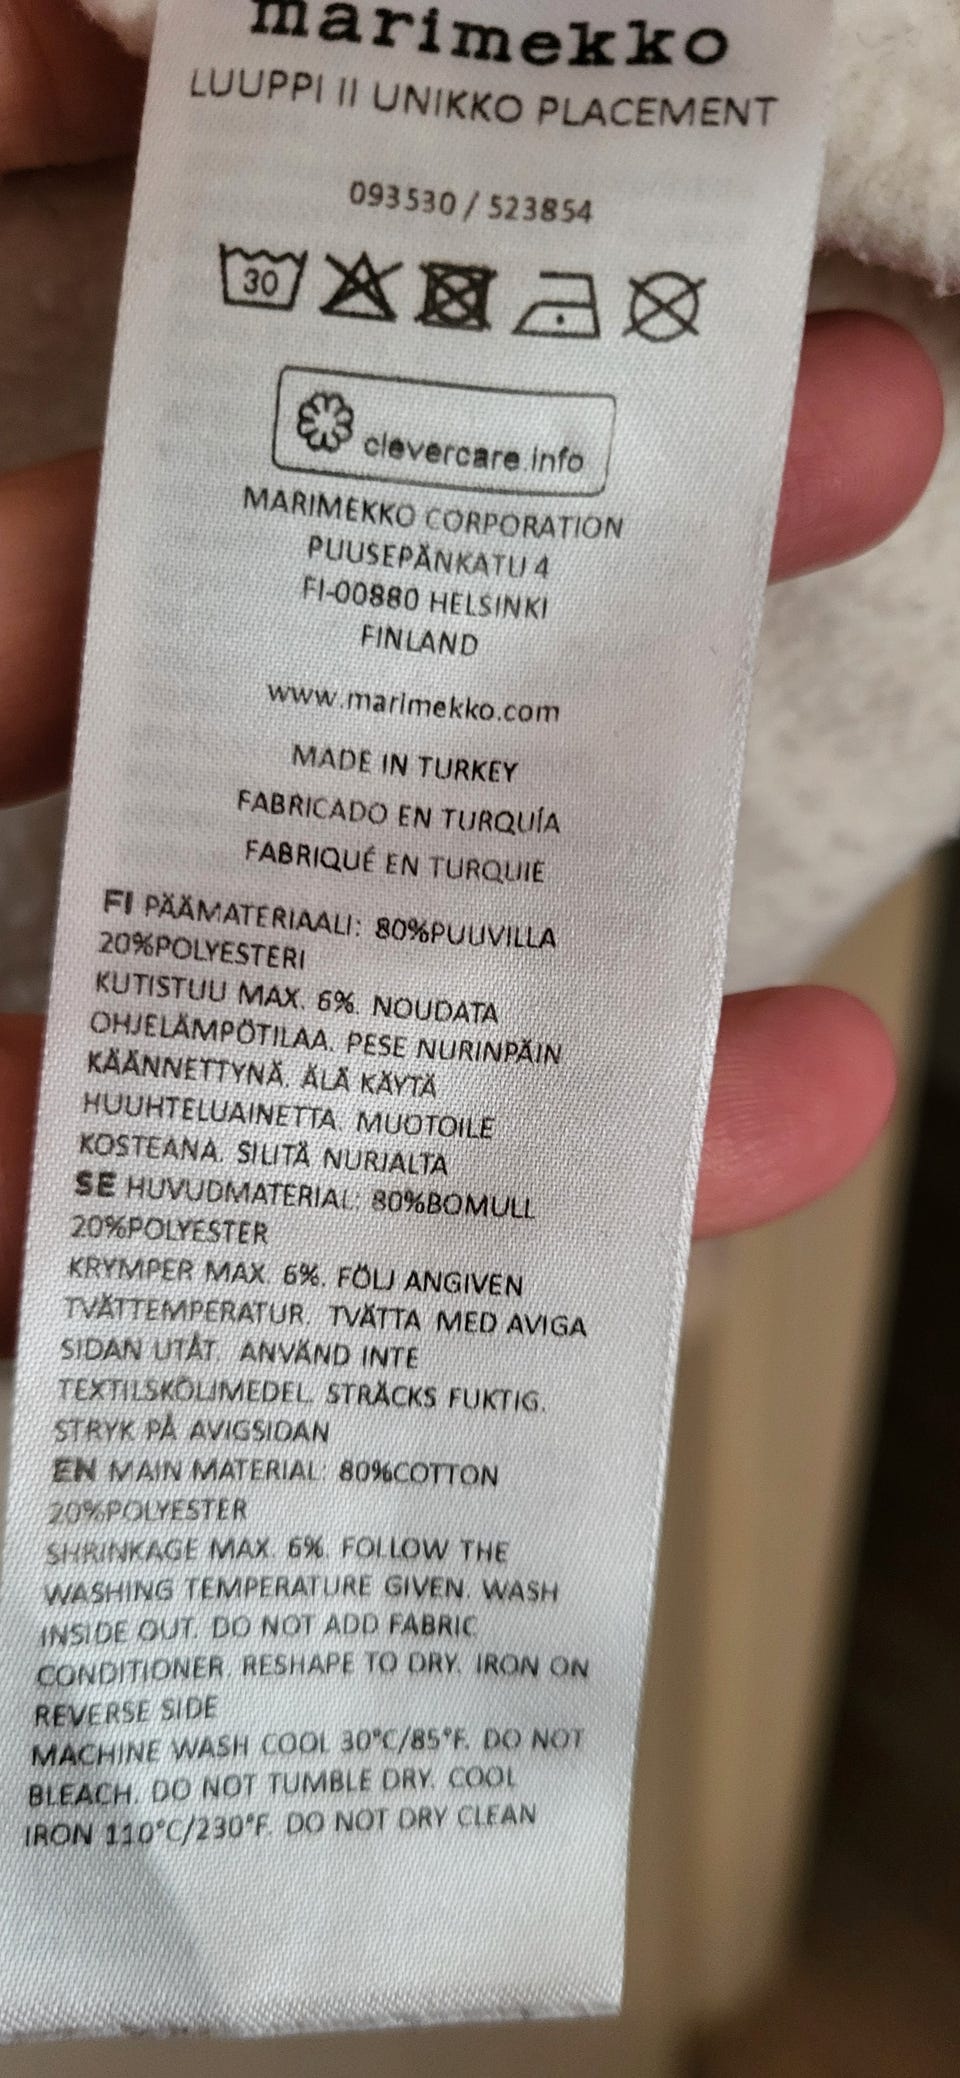 marimekko
LUUPPI II UNIKKO PLACEMENT
093530 / 523854
30
clevercare.info
MARIMEKKO CORPORATION
PUUSEPÄNKATU 4
FI-00880 HELSINKI
FINLAND
www.marimekko.com
MADE IN TURKEY
FABRICADO EN TURQUÍA
FABRIQUÉ EN TURQUIE
FI PÄÄMATERIAALI: 80%PUUVILLA
20%POLYESTERI
KUTISTUU MAX. 6%. NOUDATA
OHJELÄMPÖTILAA. PESE NURINPÄIN
KÄÄNNETTYNÄ. ÄLÄ KÄYTÄ
HUUHTELUAINETTA. MUOTOILE
KOSTEANA. SILITÄ NURJALTA
SE HUVUDMATERIAL: 80%BOMULL
20%POLYESTER
KRYMPER MAX. 6%. FÖLJ ANGIVEN
TVÄTTEMPERATUR. TVÄTTA MED AVIGA
SIDAN UTÅT. ANVÄND INTE
TEXTILSKÖLJMEDEL. STRÄCKS FUKTIG.
STRYK PÅ AVIGSIDAN
EN MAIN MATERIAL: 80%COTTON
20%POLYESTER
SHRINKAGE MAX. 6%. FOLLOW THE
WASHING TEMPERATURE GIVEN. WASH
INSIDE OUT. DO NOT ADD FABRIC
CONDITIONER. RESHAPE TO DRY. IRON ON
REVERSE SIDE
MACHINE WASH COOL 30°C/85°F. DO NOT
BLEACH. DO NOT TUMBLE DRY. COOL
IRON 110°C/230°F. DO NOT DRY CLEAN